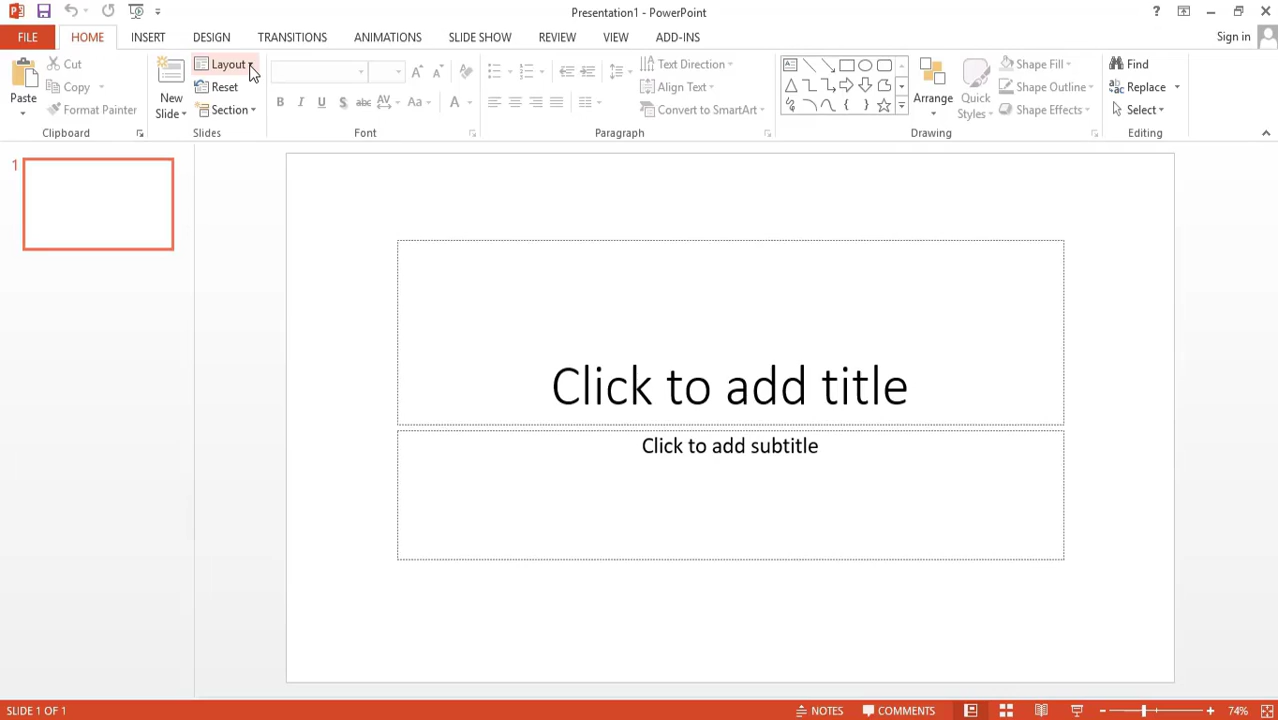 Presentation1 - PowerPoint
FILE HOME INSERT DESIGN TRANSITIONS ANIMATIONS SLIDE SHOW REVIEW VIEW ADD-INS Sign in
Paste
Cut
Copy
Format Painter
Clipboard
New
Slide
Layout
Reset
Section
Slides
B I U S abc AV Aa A
Font
Text Direction
Align Text
Convert to SmartArt
Paragraph
Arrange
Quick
Styles
Shape Fill
Shape Outline
Shape Effects
Drawing
Find
Replace
Select
Editing
1
Click to add title
Click to add subtitle
SLIDE 1 OF 1 NOTES COMMENTS 74%